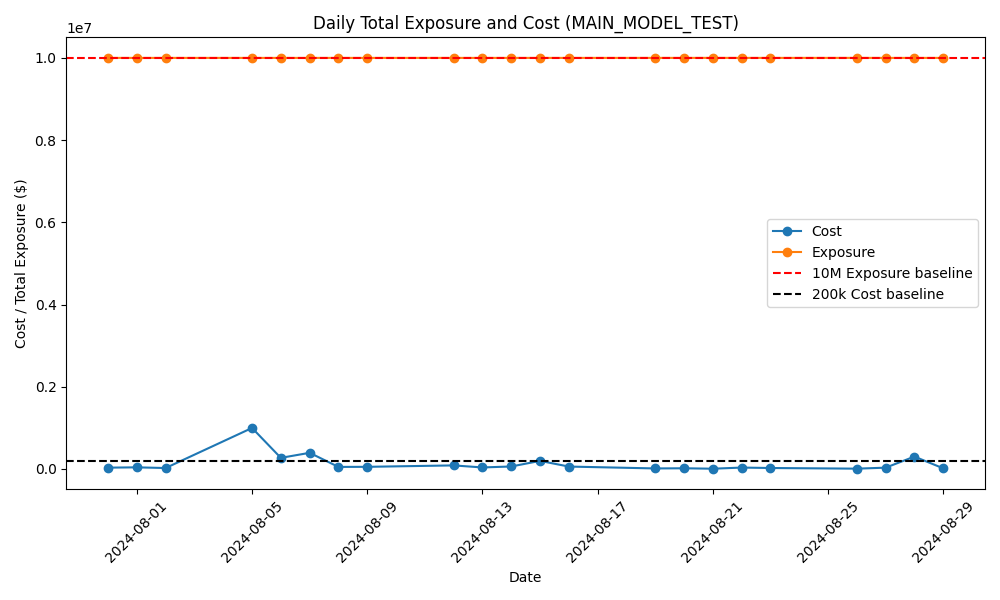 Daily Total Exposure and Cost (MAIN_MODEL_TEST)
1e7
1.0
0.8
0.6
0.4
0.2
0.0
Cost / Total Exposure ($)
Cost
Exposure
10M Exposure baseline
200k Cost baseline
2024-08-01
2024-08-05
2024-08-09
2024-08-13
2024-08-17
2024-08-21
2024-08-25
2024-08-29
Date